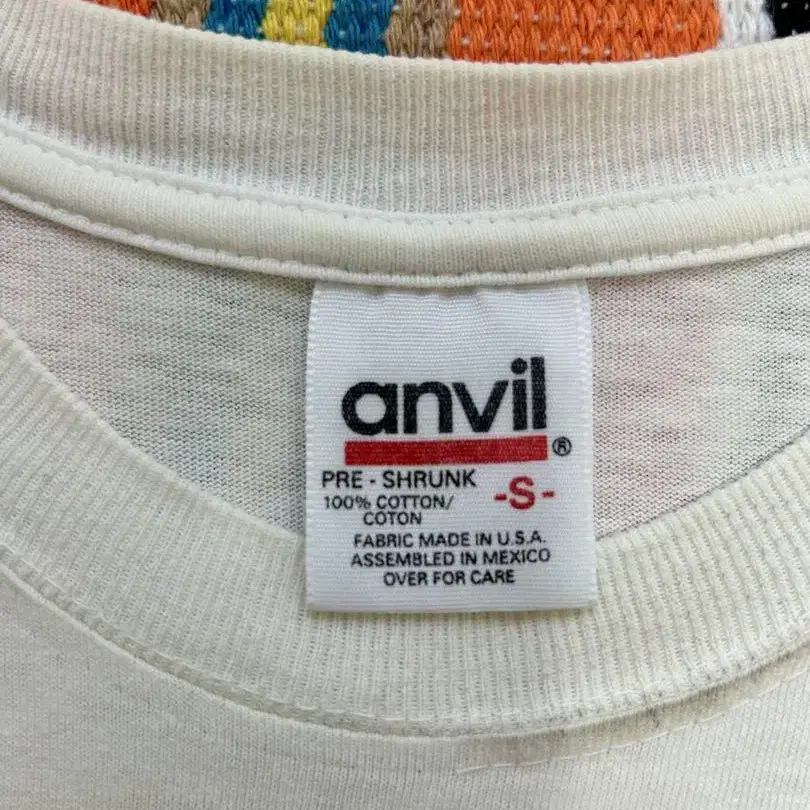 anvil®
PRE - SHRUNK
-S-
100% COTTON/
COTON
FABRIC MADE IN U.S.A.
ASSEMBLED IN MEXICO
OVER FOR CARE